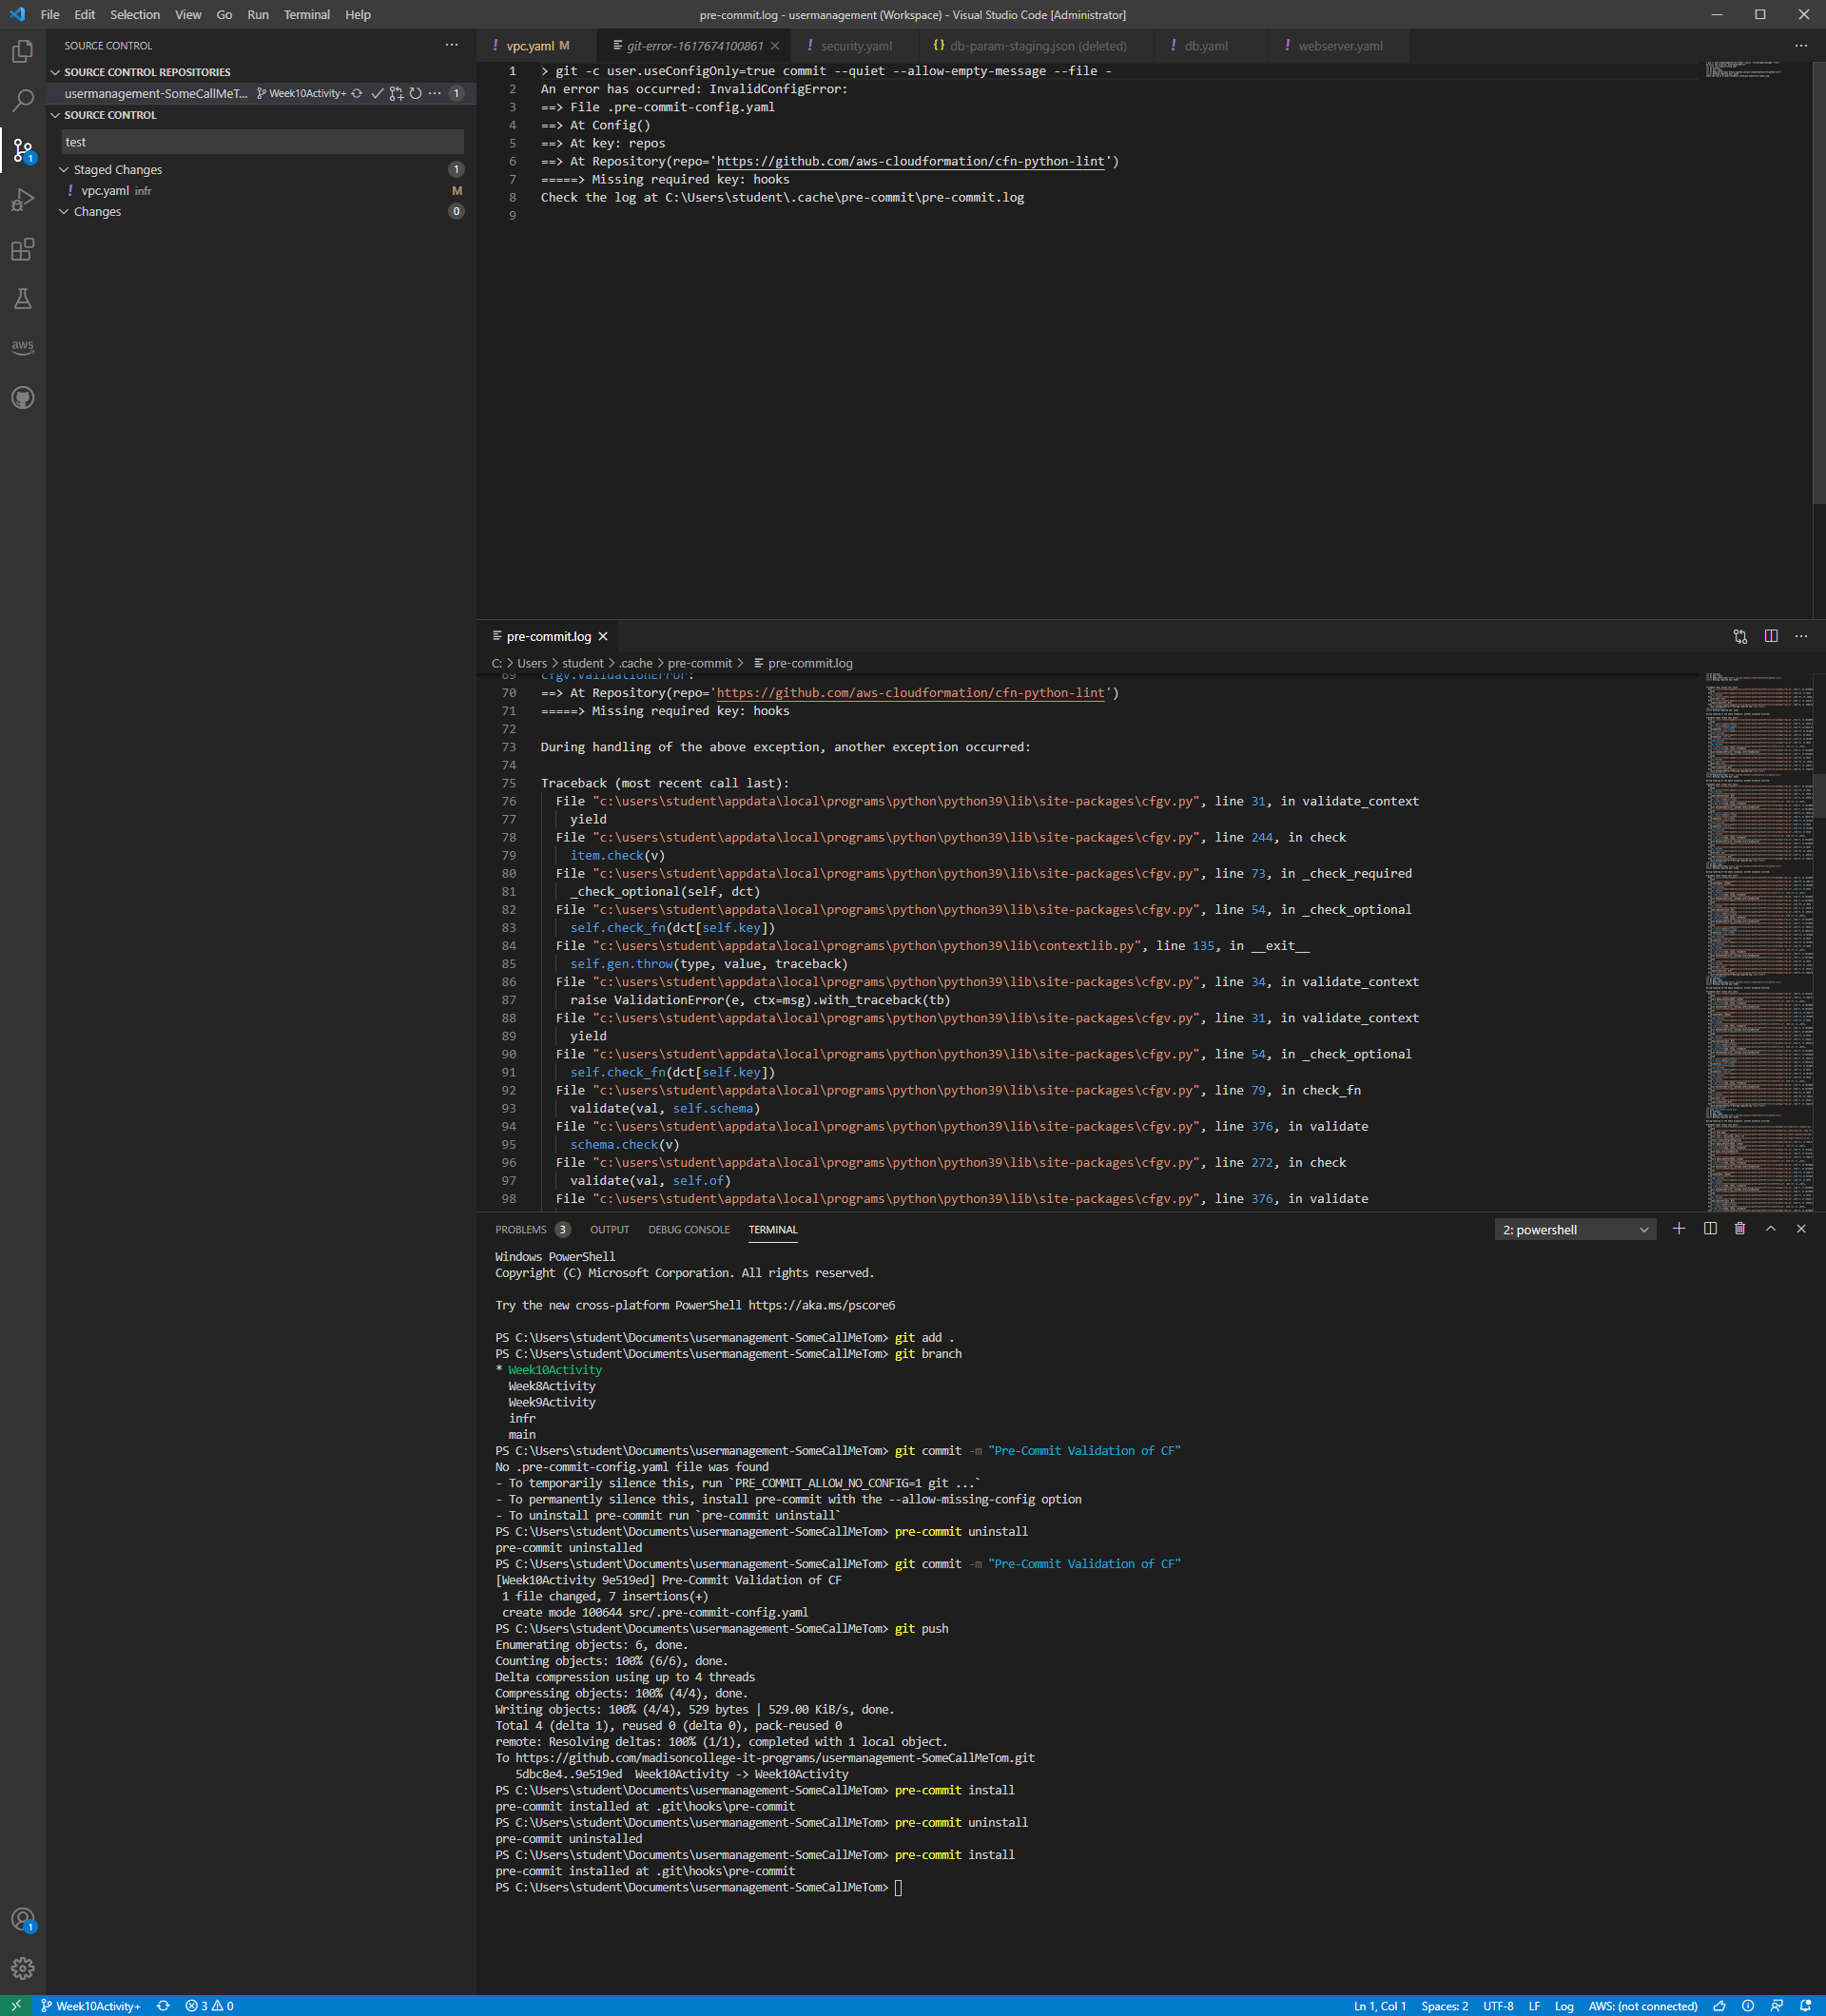 File Edit Selection View Go Run Terminal Help
pre-commit.log - usermanagement (Workspace) - Visual Studio Code [Administrator]
SOURCE CONTROL
SOURCE CONTROL REPOSITORIES
usermanagement-SomeCallMeT... Week10Activity+ 1
SOURCE CONTROL
test
Staged Changes 1
! vpc.yaml infr M
Changes 0
1
aws
1
! vpc.yaml M
git-error-1617674100861
! security.yaml
{} db-param-staging.json (deleted)
! db.yaml
! webserver.yaml
1 > git -c user.useConfigOnly=true commit --quiet --allow-empty-message --file -
2 An error has occurred: InvalidConfigError:
3 ==> File .pre-commit-config.yaml
4 ==> At Config()
5 ==> At key: repos
6 ==> At Repository(repo='https://github.com/aws-cloudformation/cfn-python-lint')
7 =====> Missing required key: hooks
8 Check the log at C:\Users\student\.cache\pre-commit\pre-commit.log
9
pre-commit.log
C: > Users > student > .cache > pre-commit > pre-commit.log
69 cfgv.ValidationError:
70 ==> At Repository(repo='https://github.com/aws-cloudformation/cfn-python-lint')
71 =====> Missing required key: hooks
72
73 During handling of the above exception, another exception occurred:
74
75 Traceback (most recent call last):
76 File "c:\users\student\appdata\local\programs\python\python39\lib\site-packages\cfgv.py", line 31, in validate_context
77 yield
78 File "c:\users\student\appdata\local\programs\python\python39\lib\site-packages\cfgv.py", line 244, in check
79 item.check(v)
80 File "c:\users\student\appdata\local\programs\python\python39\lib\site-packages\cfgv.py", line 73, in _check_required
81 _check_optional(self, dct)
82 File "c:\users\student\appdata\local\programs\python\python39\lib\site-packages\cfgv.py", line 54, in _check_optional
83 self.check_fn(dct[self.key])
84 File "c:\users\student\appdata\local\programs\python\python39\lib\contextlib.py", line 135, in __exit__
85 self.gen.throw(type, value, traceback)
86 File "c:\users\student\appdata\local\programs\python\python39\lib\site-packages\cfgv.py", line 34, in validate_context
87 raise ValidationError(e, ctx=msg).with_traceback(tb)
88 File "c:\users\student\appdata\local\programs\python\python39\lib\site-packages\cfgv.py", line 31, in validate_context
89 yield
90 File "c:\users\student\appdata\local\programs\python\python39\lib\site-packages\cfgv.py", line 54, in _check_optional
91 self.check_fn(dct[self.key])
92 File "c:\users\student\appdata\local\programs\python\python39\lib\site-packages\cfgv.py", line 79, in check_fn
93 validate(val, self.schema)
94 File "c:\users\student\appdata\local\programs\python\python39\lib\site-packages\cfgv.py", line 376, in validate
95 schema.check(v)
96 File "c:\users\student\appdata\local\programs\python\python39\lib\site-packages\cfgv.py", line 272, in check
97 validate(val, self.of)
98 File "c:\users\student\appdata\local\programs\python\python39\lib\site-packages\cfgv.py", line 376, in validate
PROBLEMS 3 OUTPUT DEBUG CONSOLE TERMINAL
2: powershell
Windows PowerShell
Copyright (C) Microsoft Corporation. All rights reserved.
Try the new cross-platform PowerShell https://aka.ms/pscore6
PS C:\Users\student\Documents\usermanagement-SomeCallMeTom> git add .
PS C:\Users\student\Documents\usermanagement-SomeCallMeTom> git branch
* Week10Activity
Week8Activity
Week9Activity
infr
main
PS C:\Users\student\Documents\usermanagement-SomeCallMeTom> git commit -m "Pre-Commit Validation of CF"
No .pre-commit-config.yaml file was found
- To temporarily silence this, run `PRE_COMMIT_ALLOW_NO_CONFIG=1 git ...`
- To permanently silence this, install pre-commit with the --allow-missing-config option
- To uninstall pre-commit run `pre-commit uninstall`
PS C:\Users\student\Documents\usermanagement-SomeCallMeTom> pre-commit uninstall
pre-commit uninstalled
PS C:\Users\student\Documents\usermanagement-SomeCallMeTom> git commit -m "Pre-Commit Validation of CF"
[Week10Activity 9e519ed] Pre-Commit Validation of CF
1 file changed, 7 insertions(+)
create mode 100644 src/.pre-commit-config.yaml
PS C:\Users\student\Documents\usermanagement-SomeCallMeTom> git push
Enumerating objects: 6, done.
Counting objects: 100% (6/6), done.
Delta compression using up to 4 threads
Compressing objects: 100% (4/4), done.
Writing objects: 100% (4/4), 529 bytes | 529.00 KiB/s, done.
Total 4 (delta 1), reused 0 (delta 0), pack-reused 0
remote: Resolving deltas: 100% (1/1), completed with 1 local object.
To https://github.com/madisoncollege-it-programs/usermanagement-SomeCallMeTom.git
5dbc8e4..9e519ed Week10Activity -> Week10Activity
PS C:\Users\student\Documents\usermanagement-SomeCallMeTom> pre-commit install
pre-commit installed at .git\hooks\pre-commit
PS C:\Users\student\Documents\usermanagement-SomeCallMeTom> pre-commit uninstall
pre-commit uninstalled
PS C:\Users\student\Documents\usermanagement-SomeCallMeTom> pre-commit install
pre-commit installed at .git\hooks\pre-commit
PS C:\Users\student\Documents\usermanagement-SomeCallMeTom>
Week10Activity+ 3 0
Ln 1, Col 1 Spaces: 2 UTF-8 LF Log AWS: (not connected)